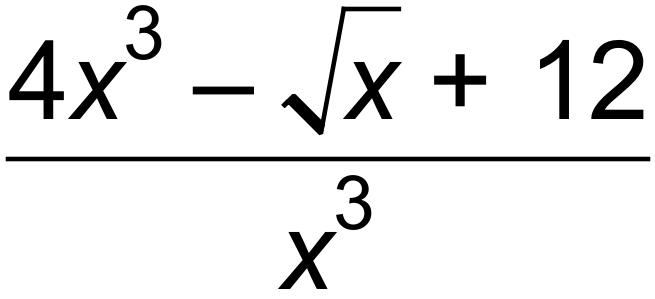 4x³ − √x + 12
x³